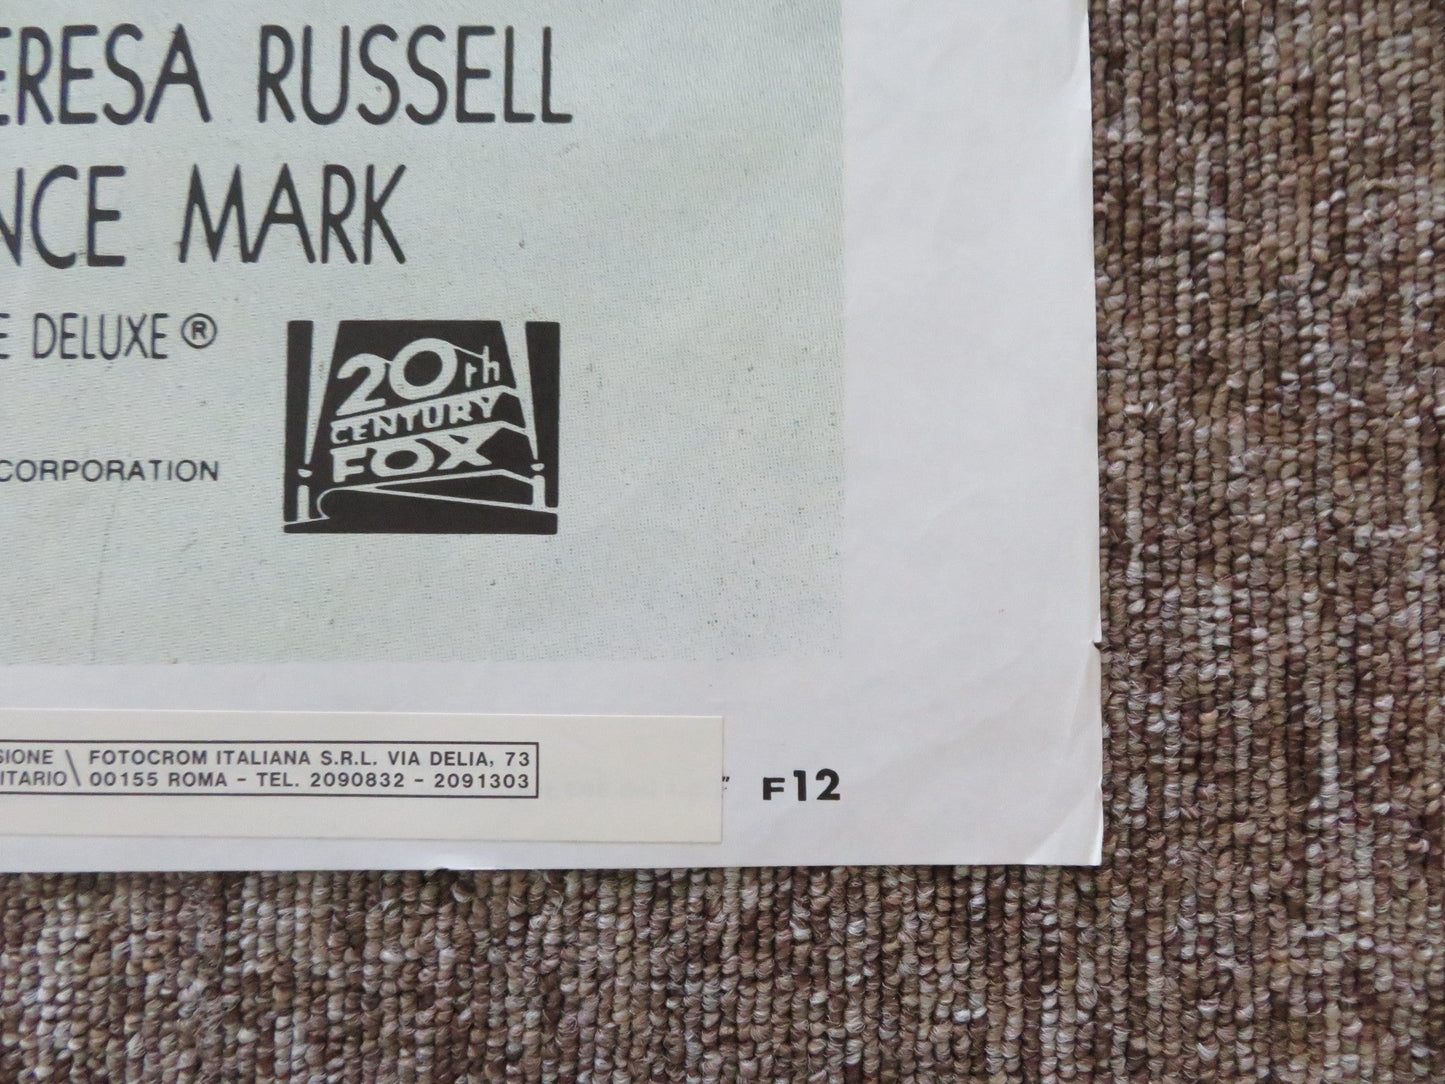 ERESA RUSSELL
NCE MARK
E DELUXE®
20th
CENTURY
FOX
CORPORATION
SIONE \ FOTOCROM ITALIANA S.R.L. VIA DELIA, 73
ITARIO \ 00155 ROMA - TEL. 2090832 - 2091303
F12